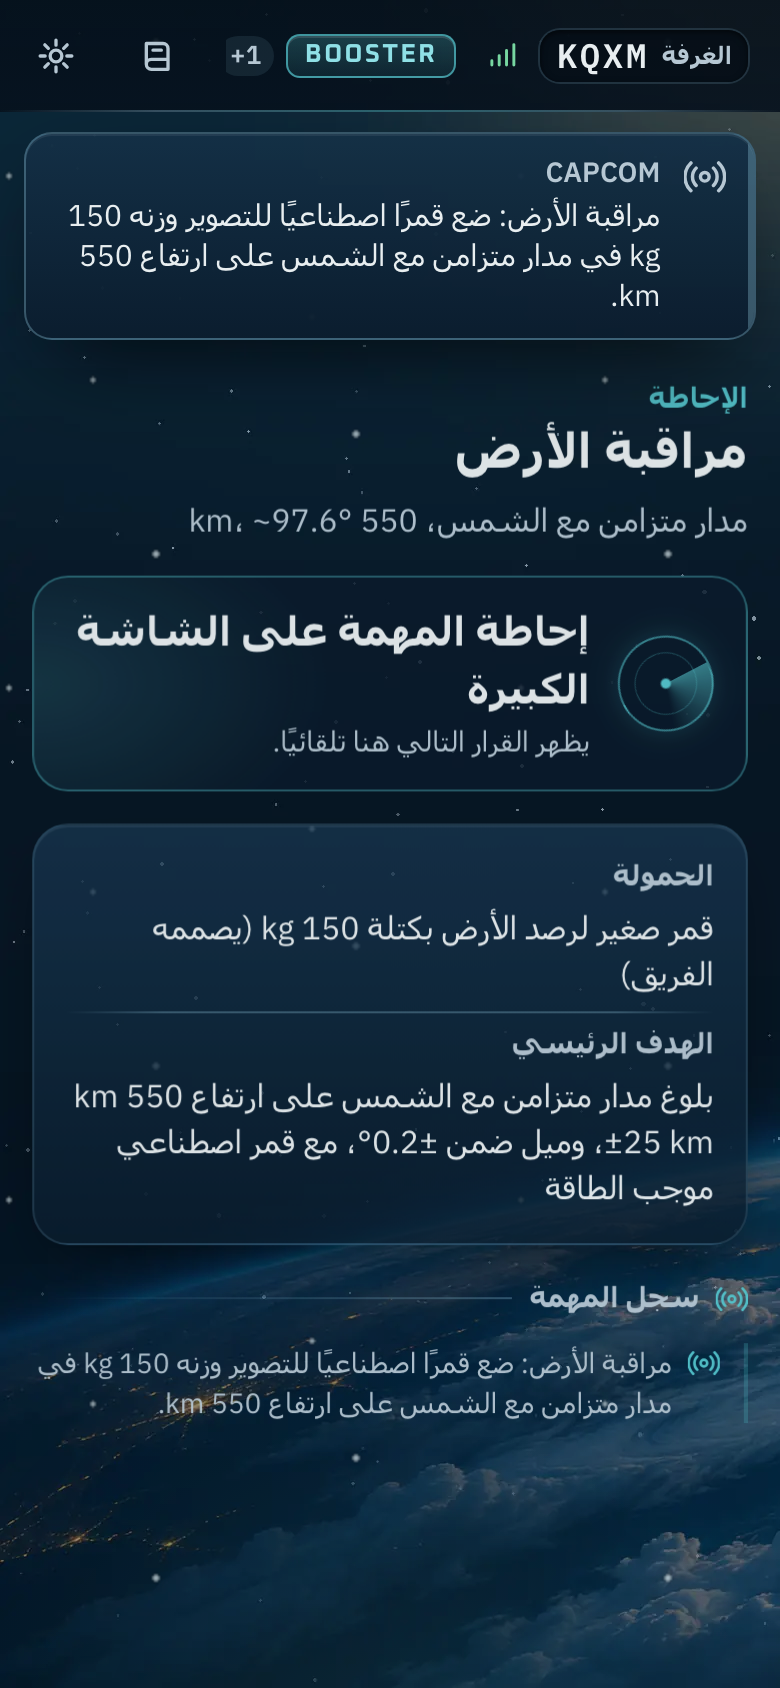 الغرفة KQXM
BOOSTER
+1
CAPCOM
مراقبة الأرض: ضع قمرًا اصطناعيًا للتصوير وزنه 150
kg في مدار متزامن مع الشمس على ارتفاع 550
km.
الإحاطة
مراقبة الأرض
مدار متزامن مع الشمس، 550 km، ~97.6°
إحاطة المهمة على الشاشة
الكبيرة
يظهر القرار التالي هنا تلقائيًا.
الحمولة
قمر صغير لرصد الأرض بكتلة 150 kg (يصممه
الفريق)
الهدف الرئيسي
بلوغ مدار متزامن مع الشمس على ارتفاع 550 km
±25 km، وميل ضمن ±0.2°، مع قمر اصطناعي
موجب الطاقة
سجل المهمة
مراقبة الأرض: ضع قمرًا اصطناعيًا للتصوير وزنه 150 kg في
مدار متزامن مع الشمس على ارتفاع 550 km.